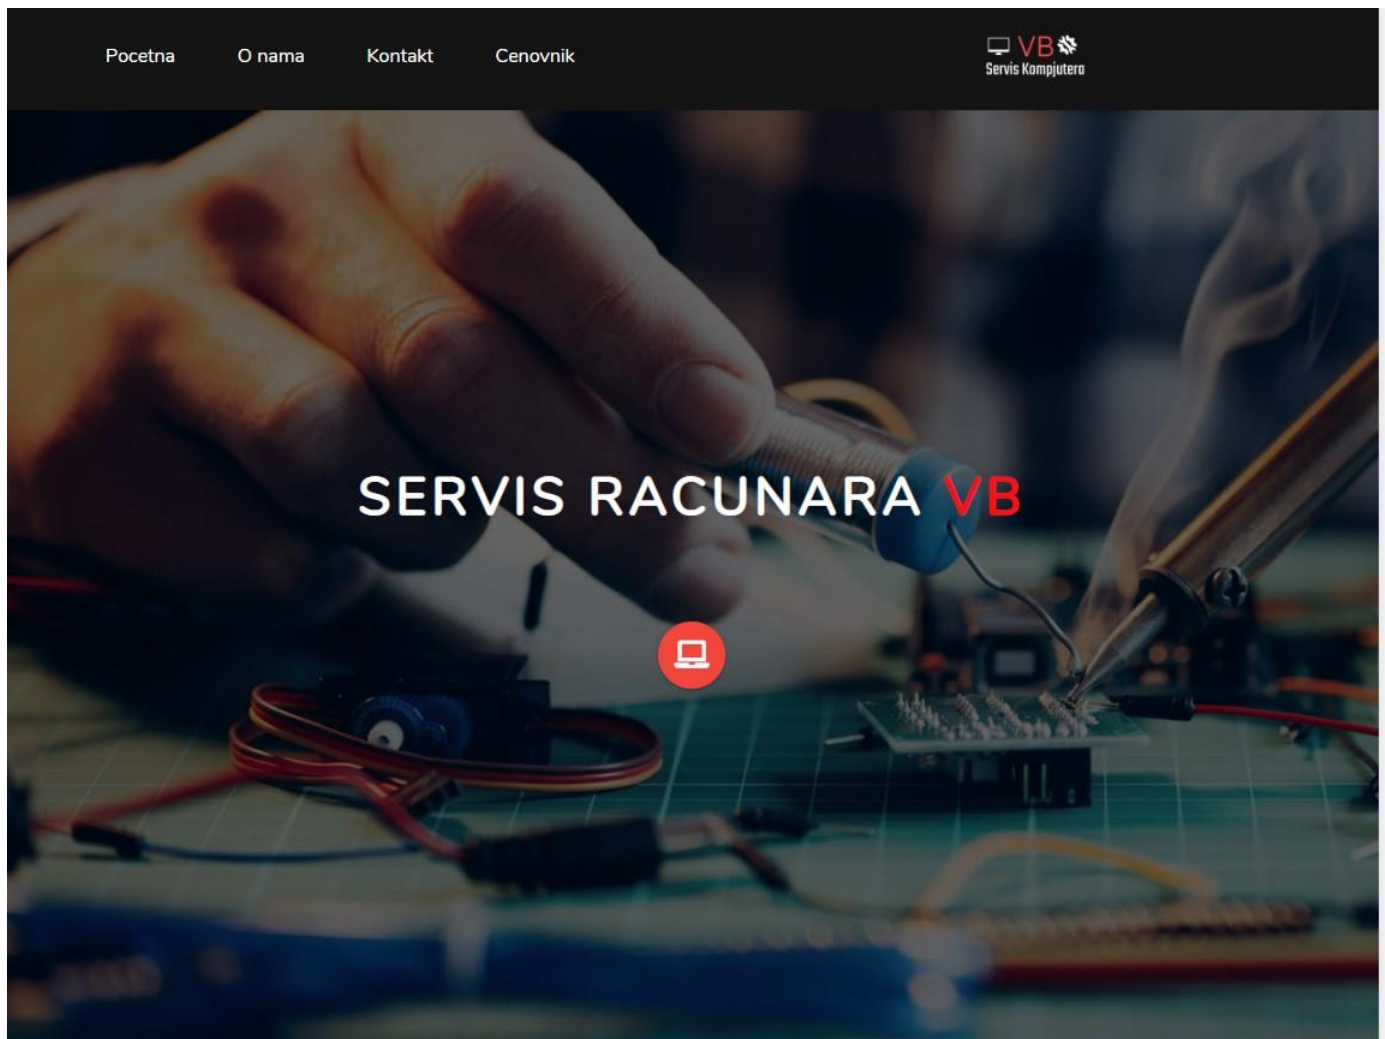 Pocetna
O nama
Kontakt
Cenovnik
VB
Servis Kompjutera
SERVIS RACUNARA VB